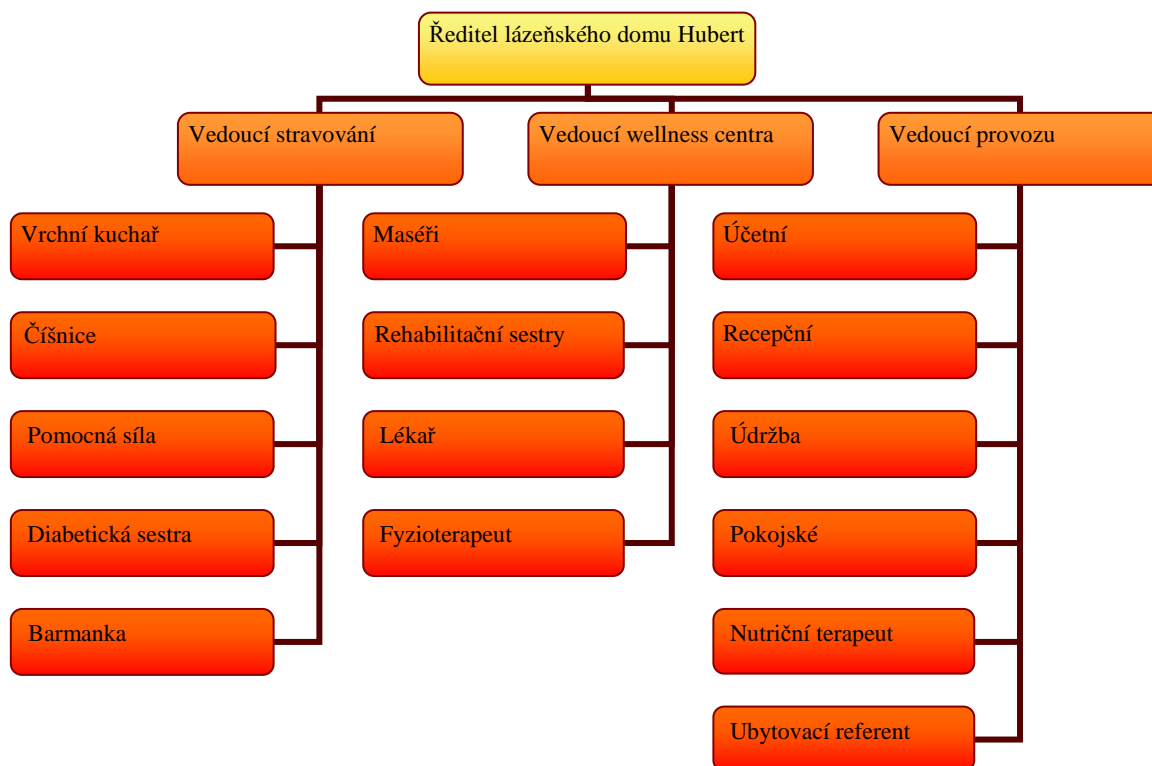 Ředitel lázeňského domu Hubert
Vedoucí stravování
Vedoucí wellness centra
Vedoucí provozu
Vrchní kuchař
Maséři
Účetní
Číšnice
Rehabilitační sestry
Recepční
Pomocná síla
Lékař
Údržba
Diabetická sestra
Fyzioterapeut
Pokojské
Barmanka
Nutriční terapeut
Ubytovací referent